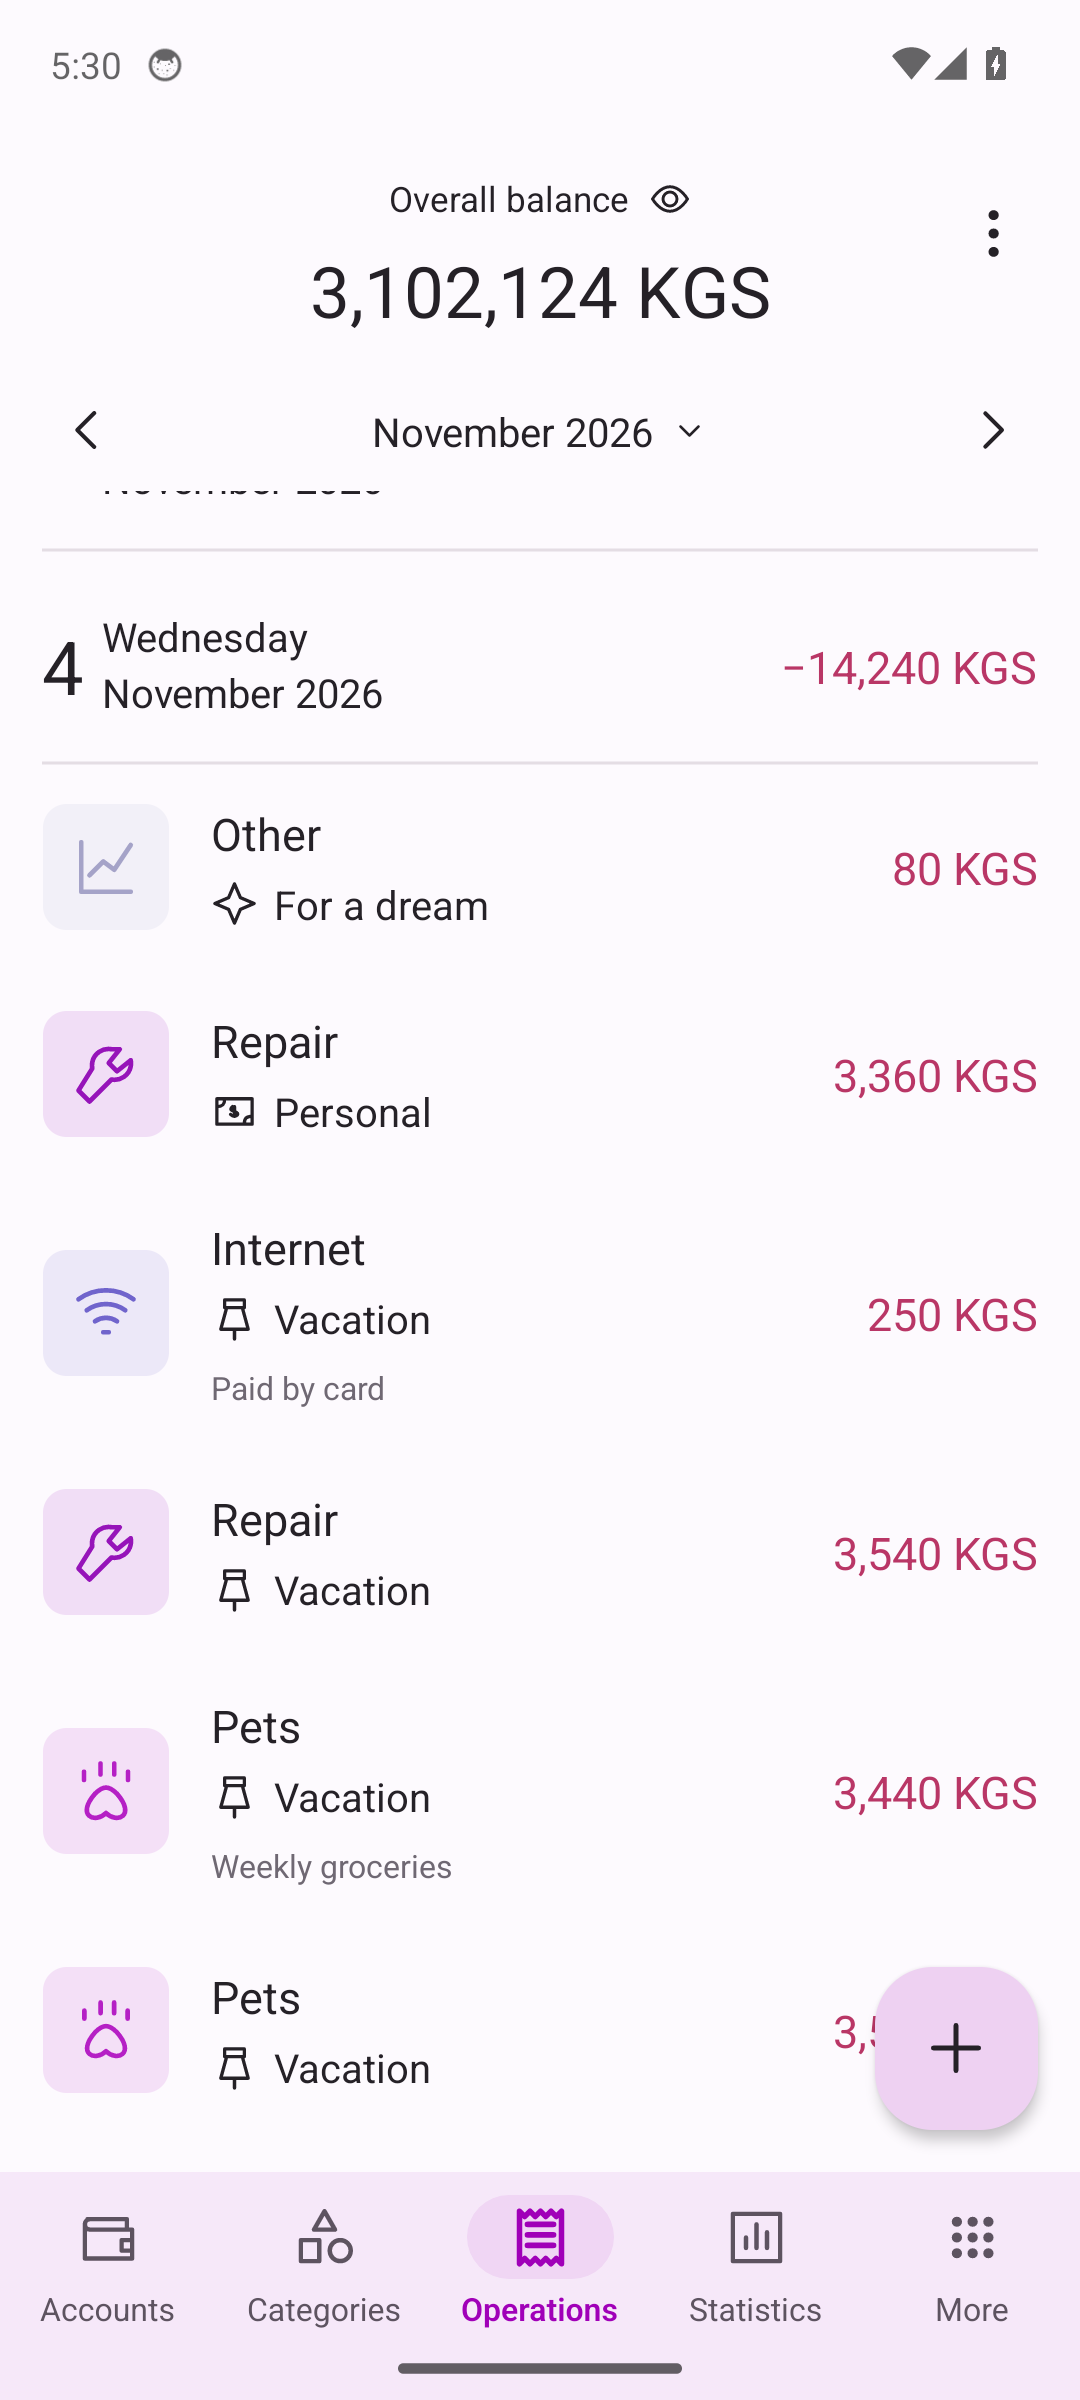 5:30
Overall balance
3,102,124 KGS
November 2026
November 2026
4
Wednesday
November 2026
−14,240 KGS
Other
For a dream
80 KGS
Repair
Personal
3,360 KGS
Internet
Vacation
Paid by card
250 KGS
Repair
Vacation
3,540 KGS
Pets
Vacation
Weekly groceries
3,440 KGS
Pets
Vacation
Accounts
Categories
Operations
Statistics
More